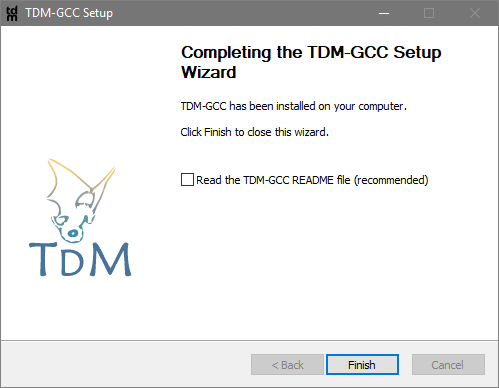 tdm TDM-GCC Setup
Completing the TDM-GCC Setup
Wizard
TDM-GCC has been installed on your computer.
Click Finish to close this wizard.
Read the TDM-GCC README file (recommended)
TDM
< Back Finish Cancel